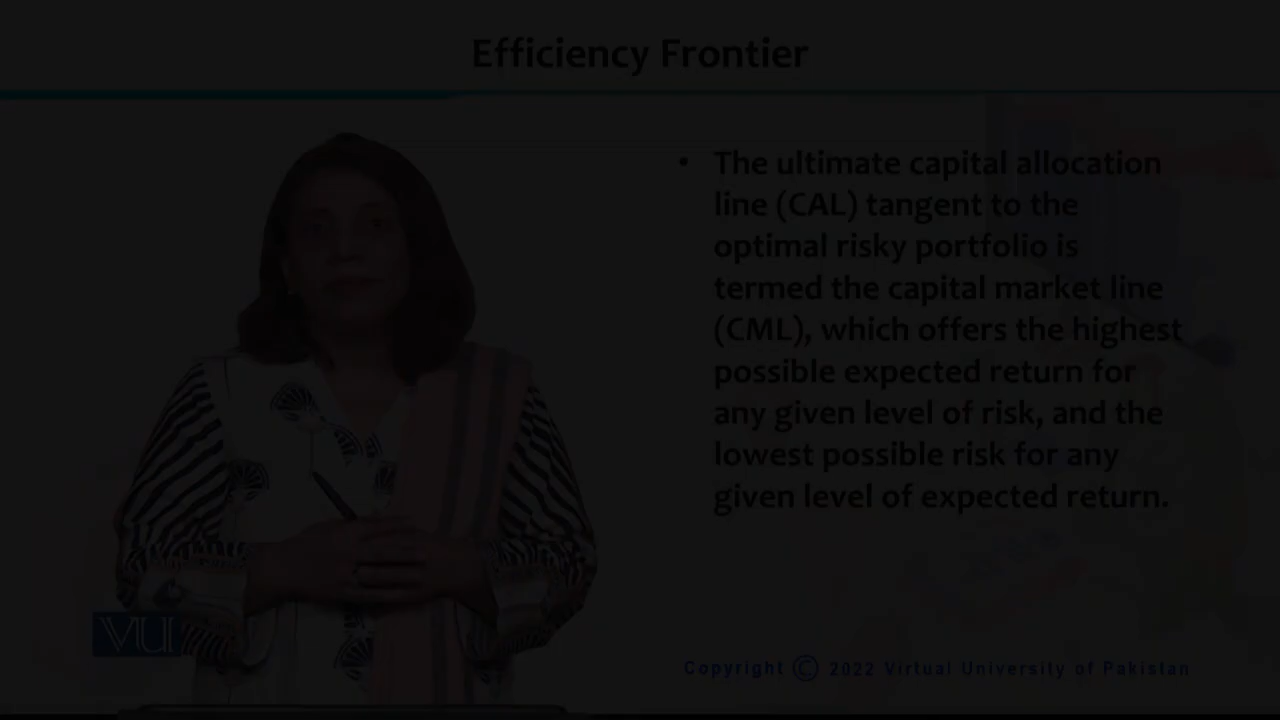 Efficiency Frontier
• The ultimate capital allocation
line (CAL) tangent to the
optimal risky portfolio is
termed the capital market line
(CML), which offers the highest
possible expected return for
any given level of risk, and the
lowest possible risk for any
given level of expected return.
VU
Copyright © 2022 Virtual University of Pakistan